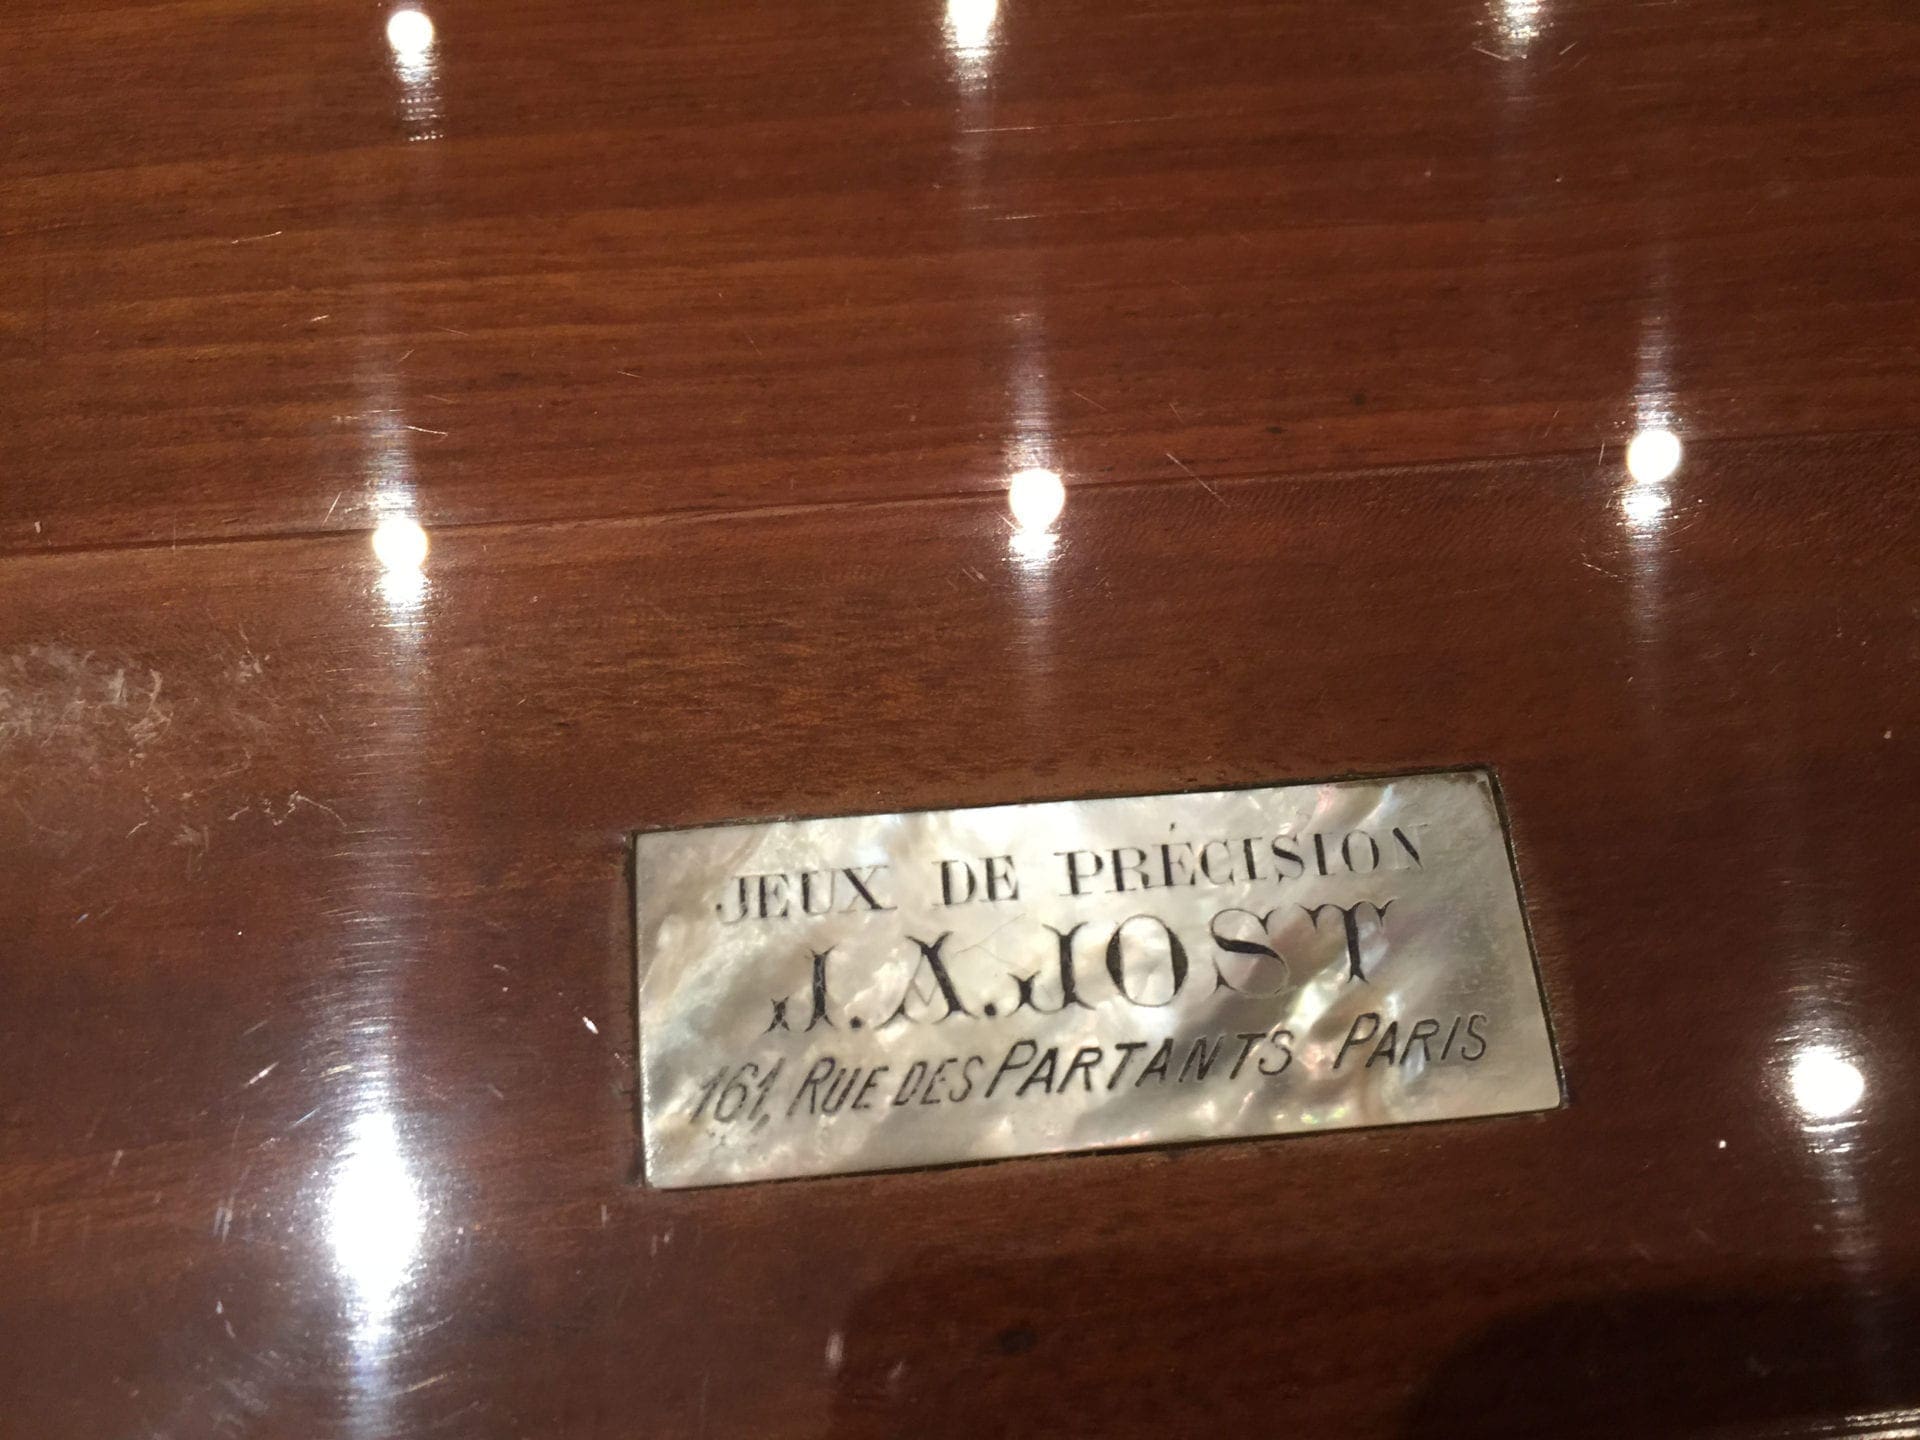 JEUX DE PRÉCISION
J. A. JOST
161, RUE DES PARTANTS PARIS